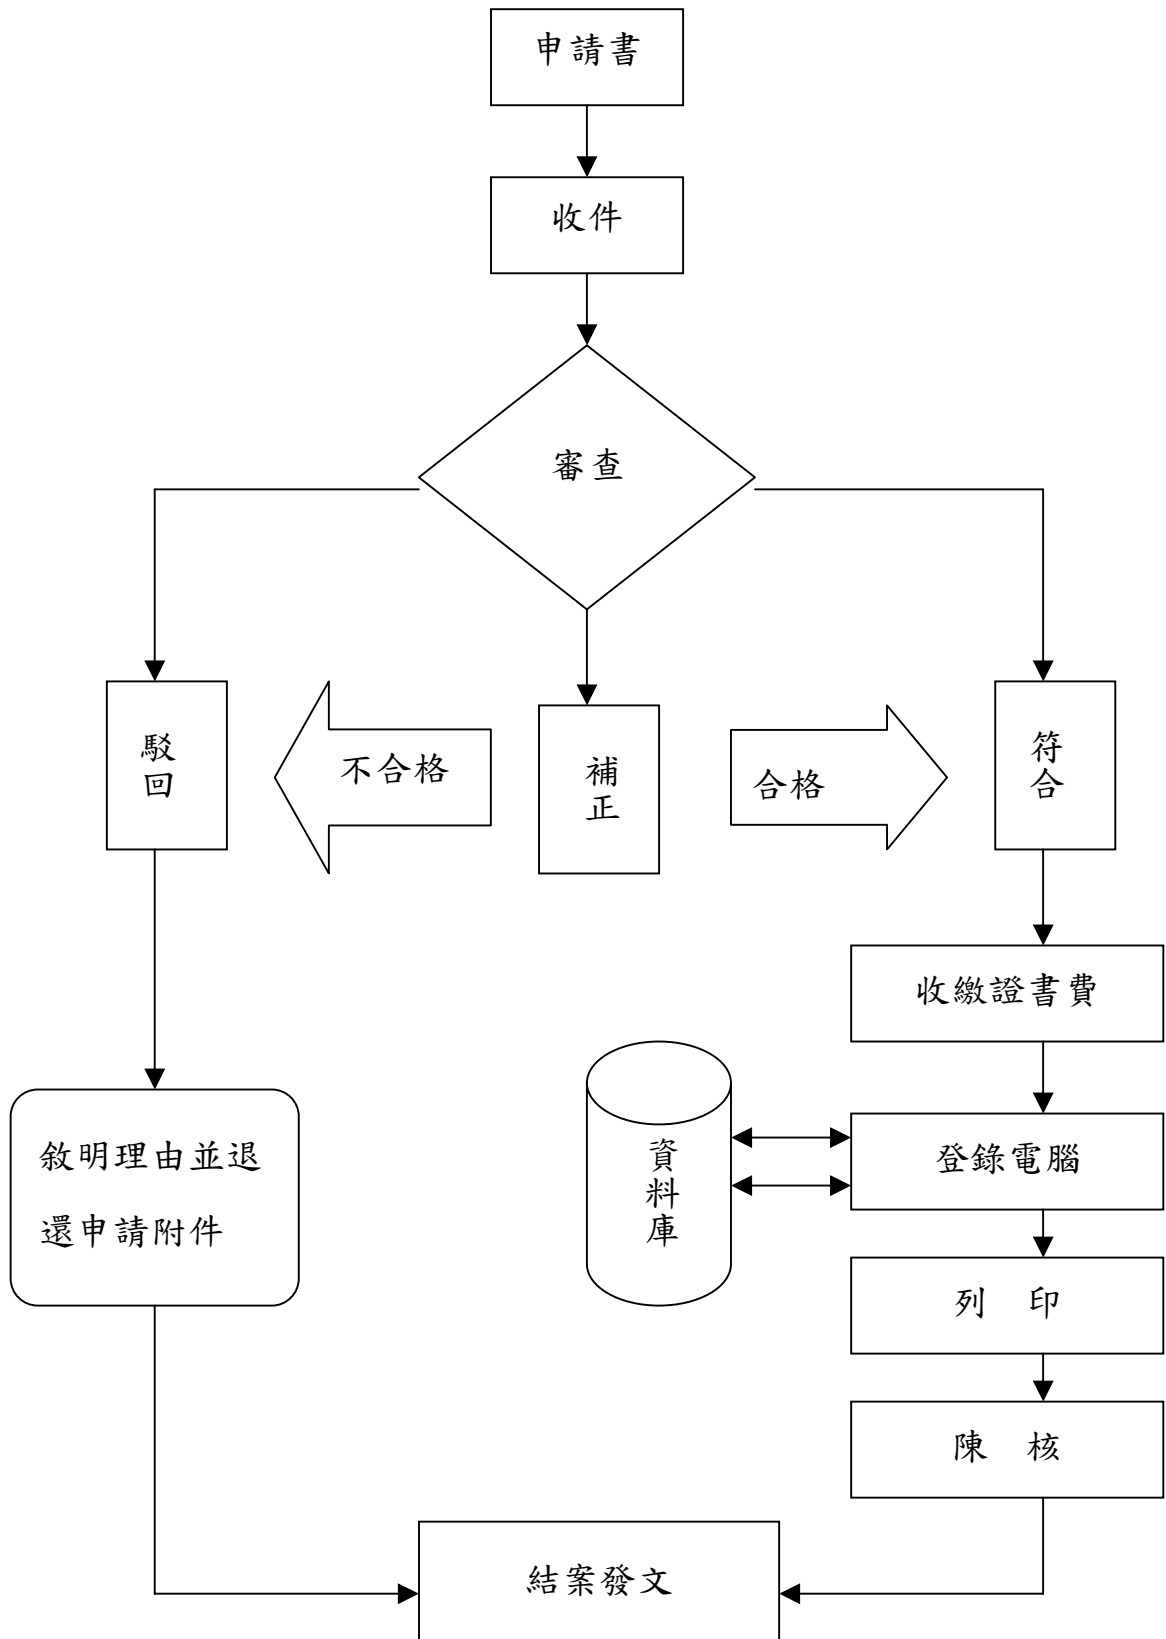 申請書
收件
審查
駁回
不合格
補正
合格
符合
收繳證書費
敘明理由並退
還申請附件
資料庫
登錄電腦
列　印
陳　核
結案發文